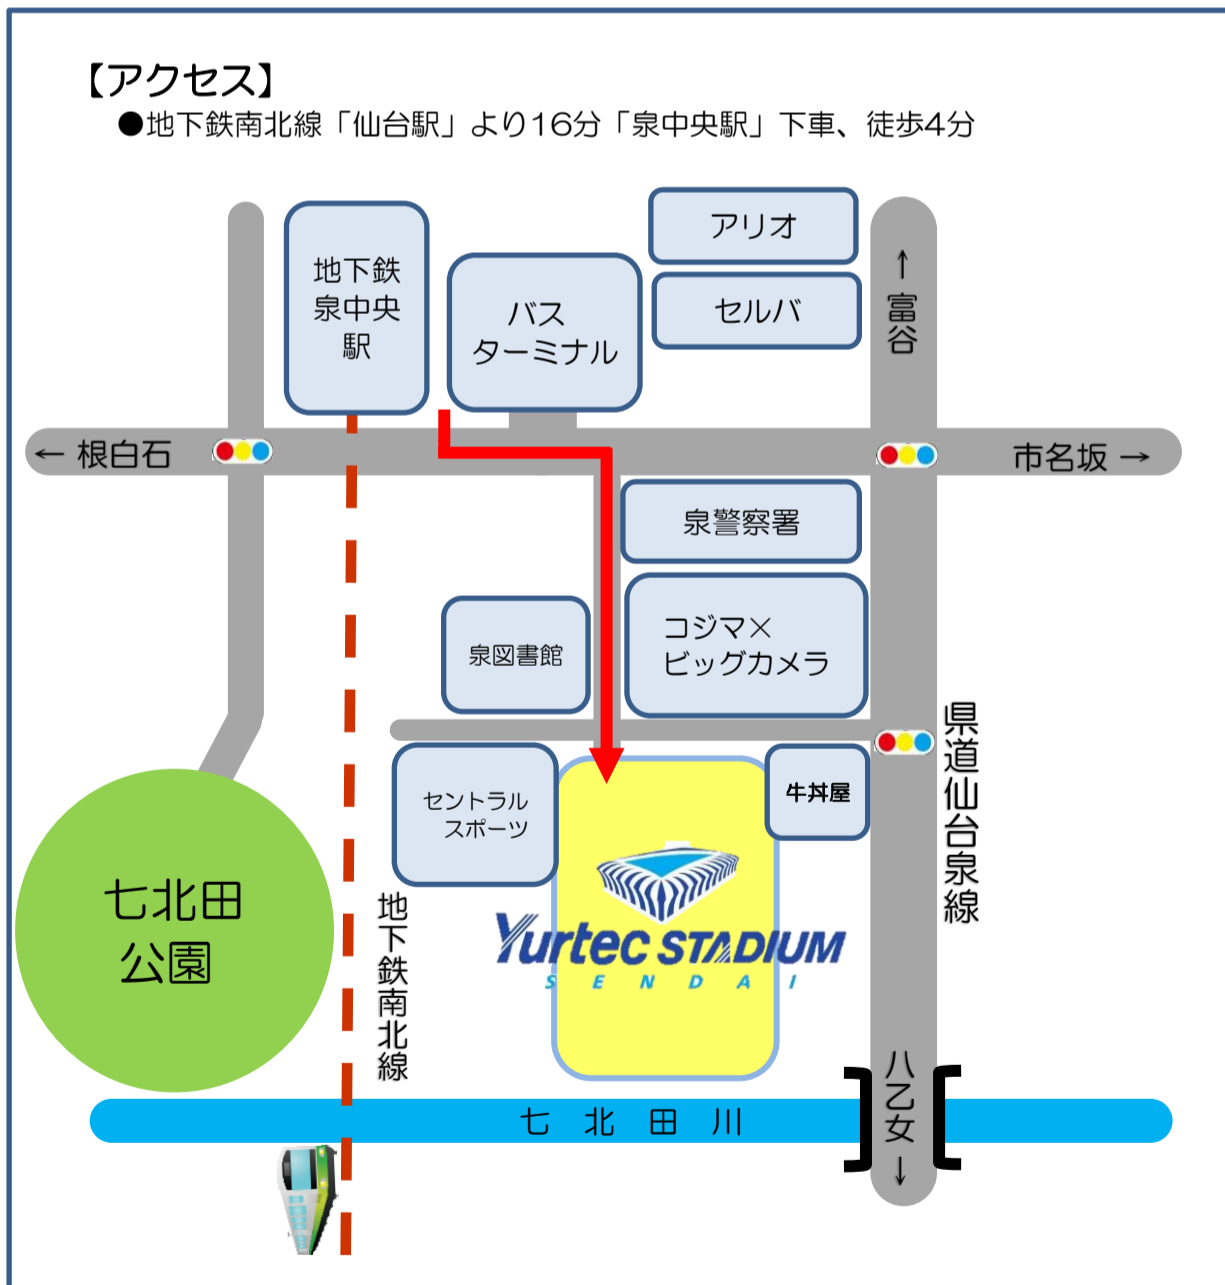 【アクセス】
●地下鉄南北線「仙台駅」より16分「泉中央駅」下車、徒歩4分
アリオ
地下鉄
泉中央
駅
バス
ターミナル
セルバ
↑富谷
← 根白石
市名坂 →
泉警察署
コジマ×
ビッグカメラ
泉図書館
県道仙台泉線
セントラル
スポーツ
牛丼屋
七北田
公園
地下鉄南北線
Yurtec STADIUM
SENDAI
八乙女↓
七北田川